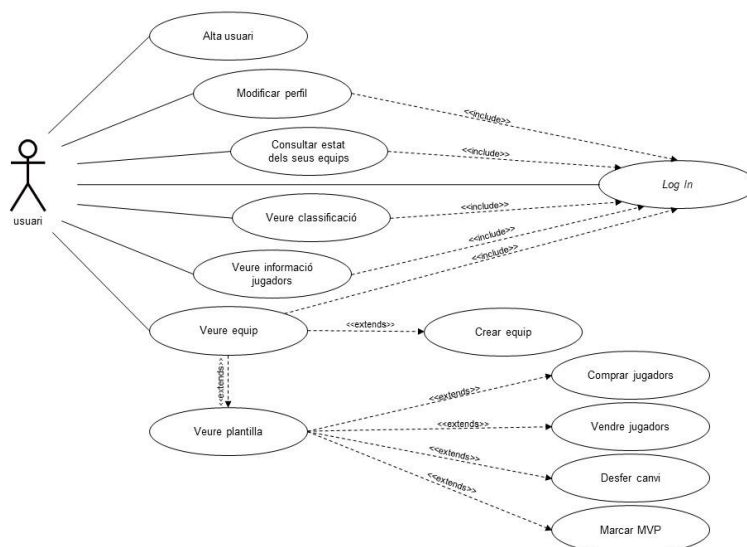 Alta usuari
Modificar perfil
<<include>>
Consultar estat
dels seus equips
<<include>>
usuari
Log In
Veure classificació
<<include>>
Veure informació
jugadors
<<include>>
<<include>>
Veure equip
<<extends>>
Crear equip
<<extends>>
Veure plantilla
<<extends>>
Comprar jugadors
<<extends>>
Vendre jugadors
<<extends>>
Desfer canvi
<<extends>>
Marcar MVP